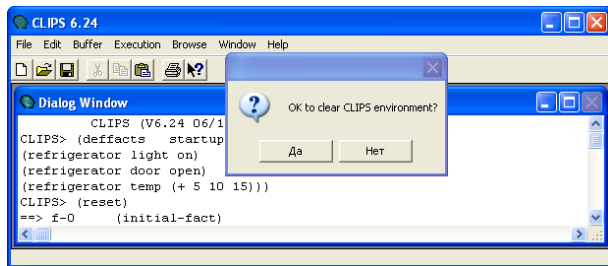 CLIPS 6.24
File Edit Buffer Execution Browse Window Help
Dialog Window
CLIPS (V6.24 06/1
CLIPS> (deffacts startup
(refrigerator light on)
(refrigerator door open)
(refrigerator temp (+ 5 10 15)))
CLIPS> (reset)
==> f-0 (initial-fact)
OK to clear CLIPS environment?
Да Нет